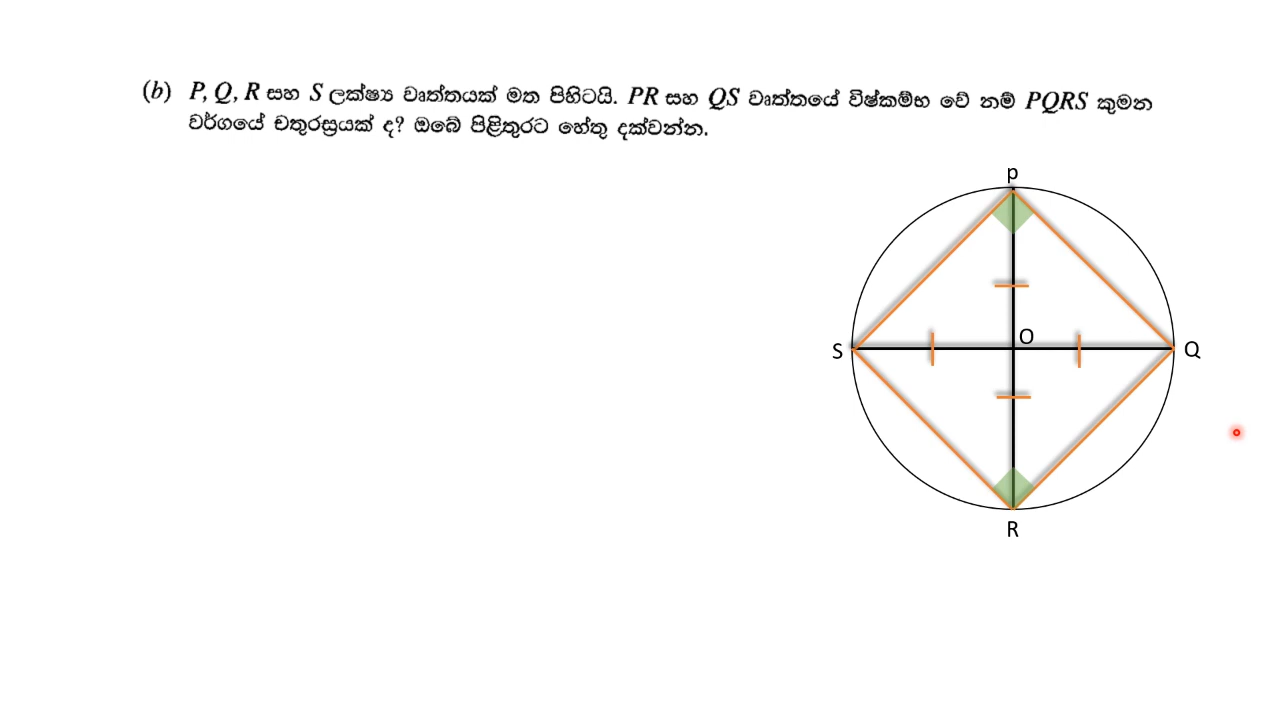 (b) P, Q, R සහ S ලක්ෂ්‍ය වෘත්තයක් මත පිහිටයි. PR සහ QS වෘත්තයේ විෂ්කම්භ වේ නම් PQRS කුමන
වර්ගයේ චතුරස්‍රයක් ද? ඔබේ පිළිතුරට හේතු දක්වන්න.
p
O
S
Q
R